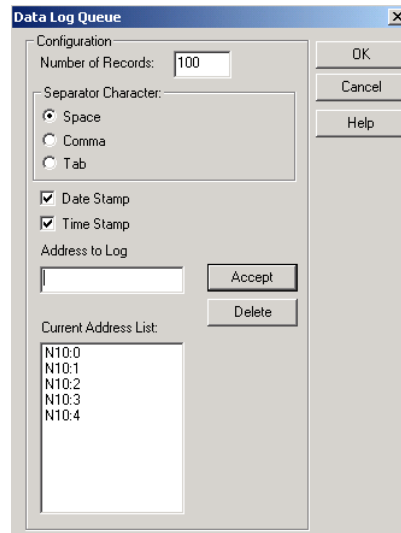 Data Log Queue
Configuration
Number of Records: 100
OK
Cancel
Help
Separator Character:
Space
Comma
Tab
Date Stamp
Time Stamp
Address to Log
Accept
Delete
Current Address List:
N10:0
N10:1
N10:2
N10:3
N10:4